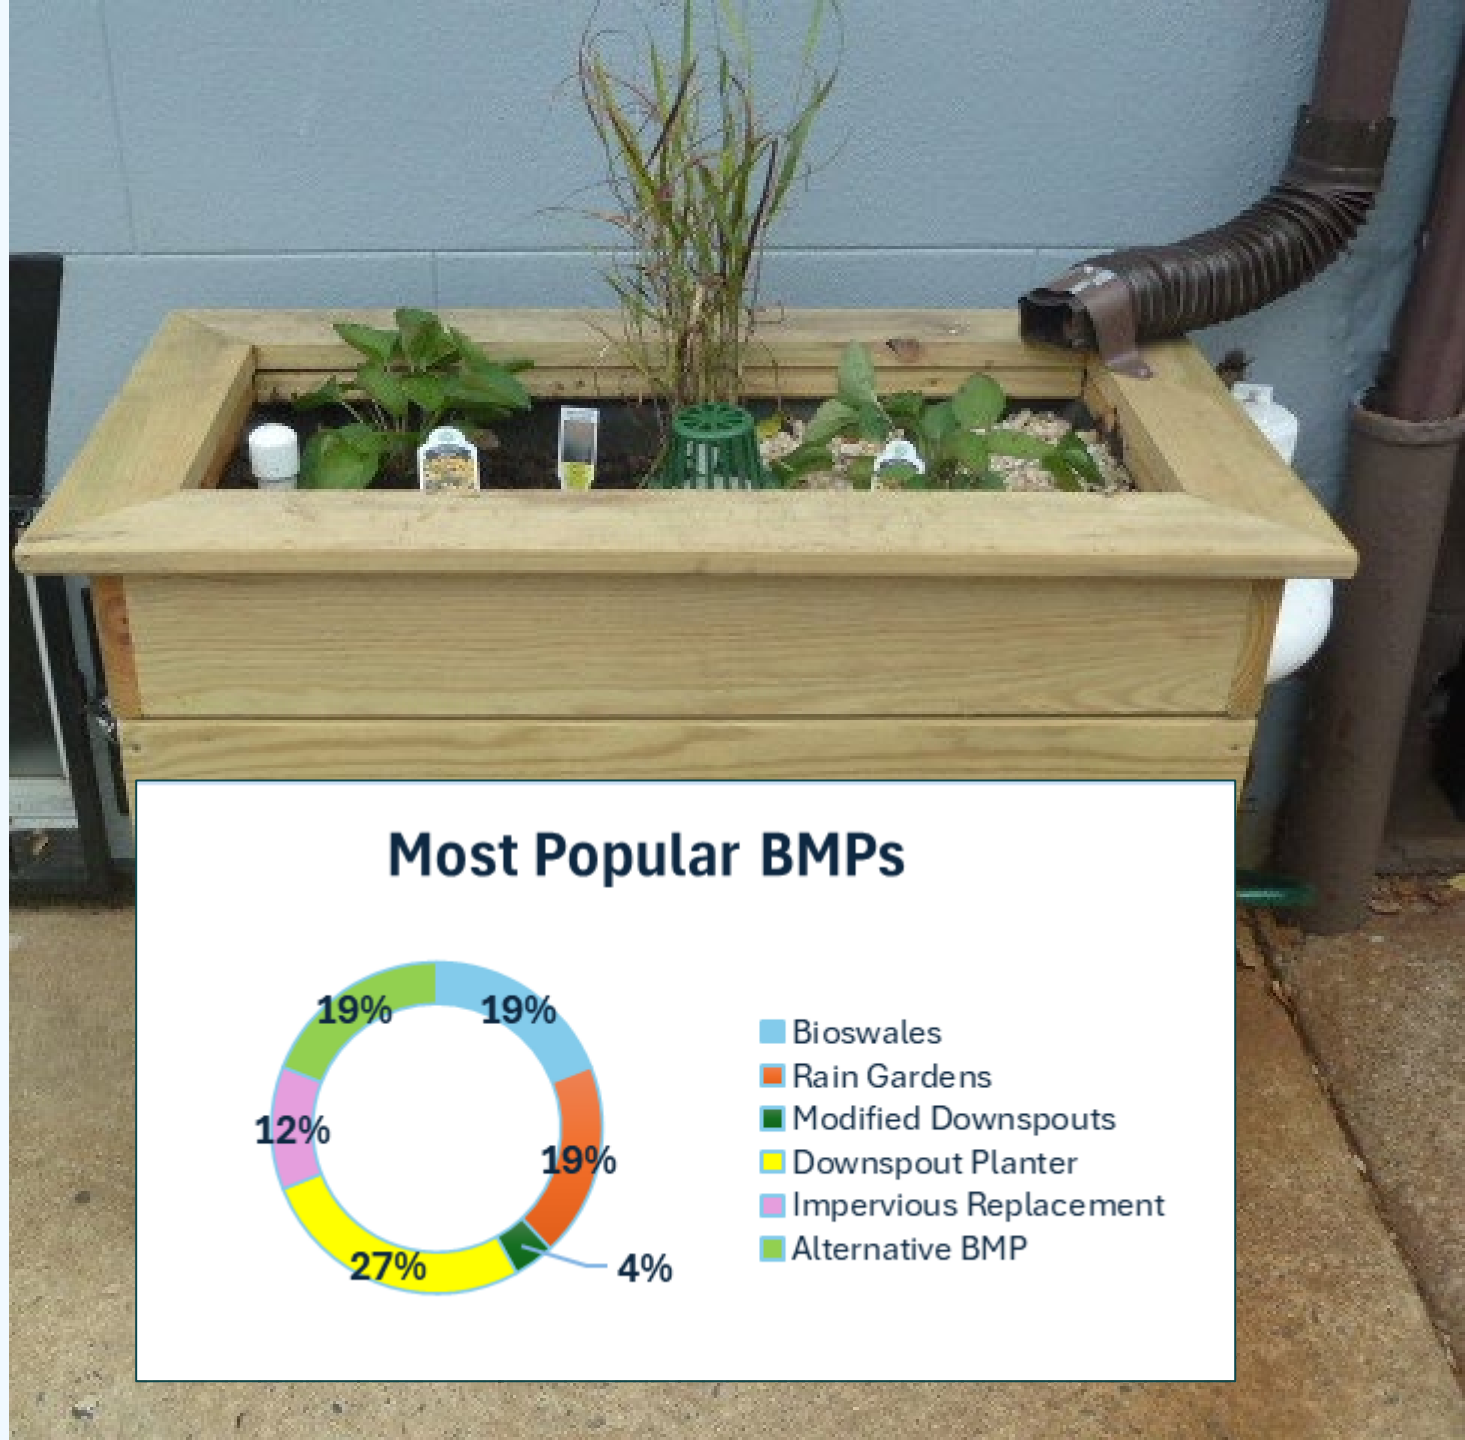 Most Popular BMPs
19%
19%
12%
19%
27%
4%
Bioswales
Rain Gardens
Modified Downspouts
Downspout Planter
Impervious Replacement
Alternative BMP